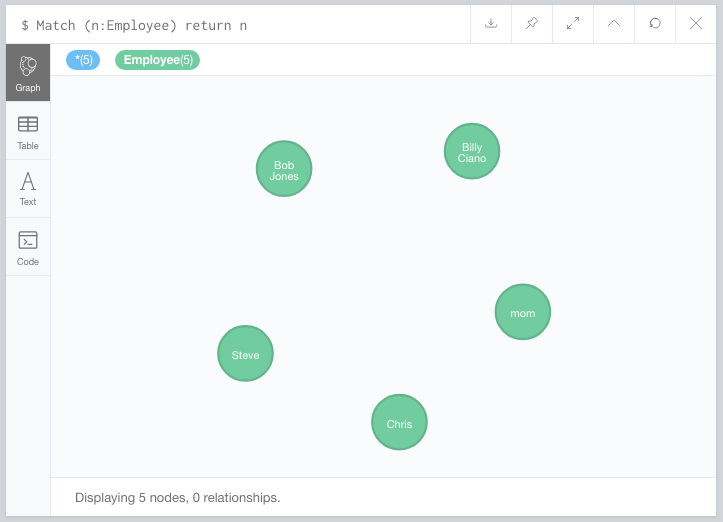 $ Match (n:Employee) return n
*(5) Employee(5)
Graph
Table
Text
Code
Bob
Jones
Billy
Ciano
mom
Steve
Chris
Displaying 5 nodes, 0 relationships.